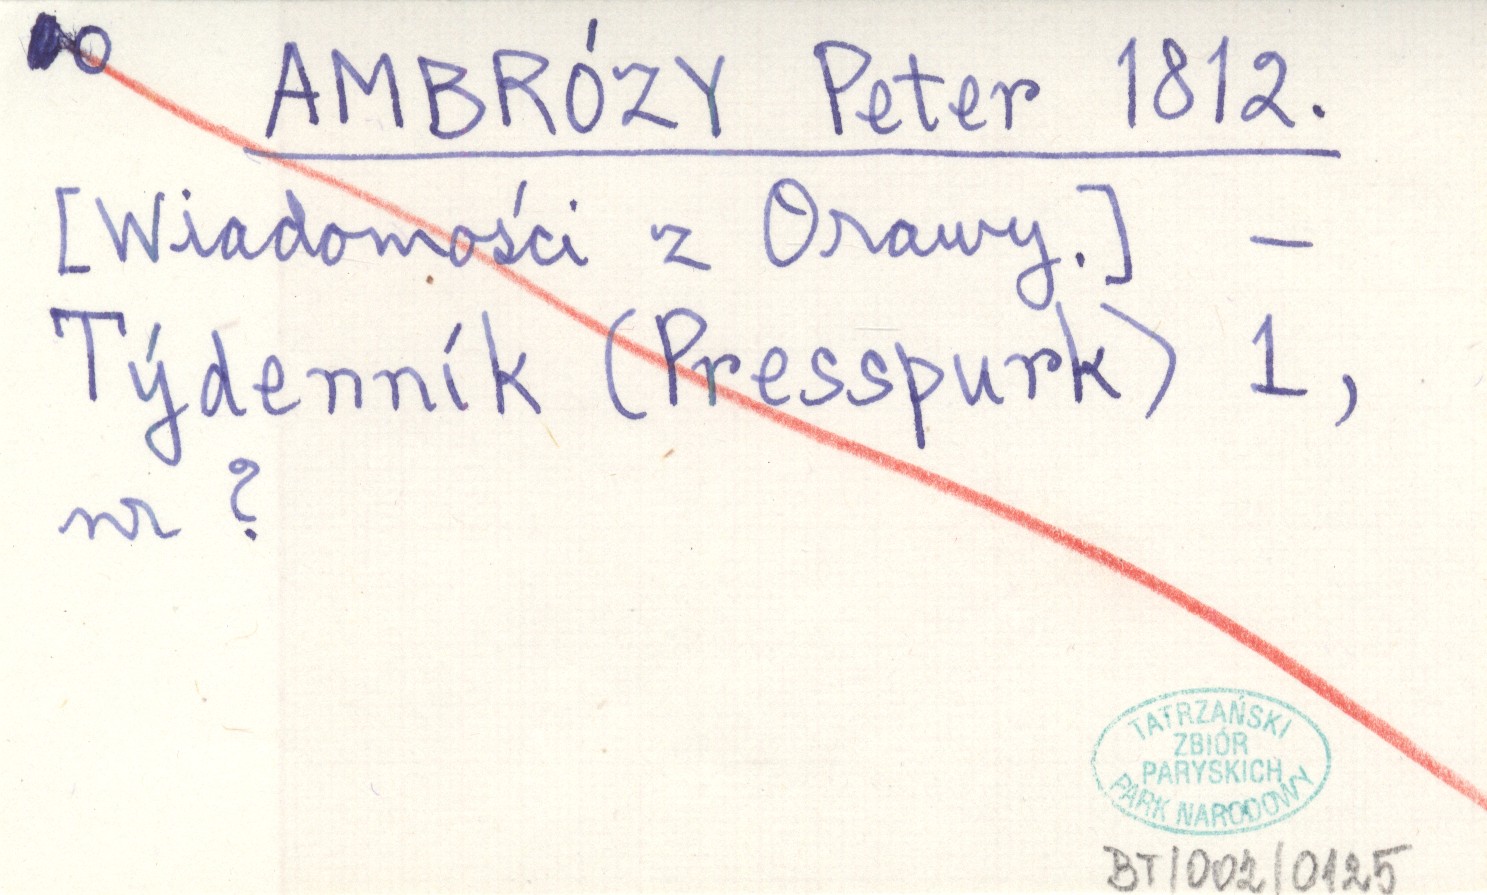 AMBRÓZY Peter 1812.
[Wiadomości z Orawy.] –
Týdenník (Presspurk) 1,
nr ?
TATRZAŃSKI
ZBIÓR
PARYSKICH
PARK NARODOWY
BT/002/0125